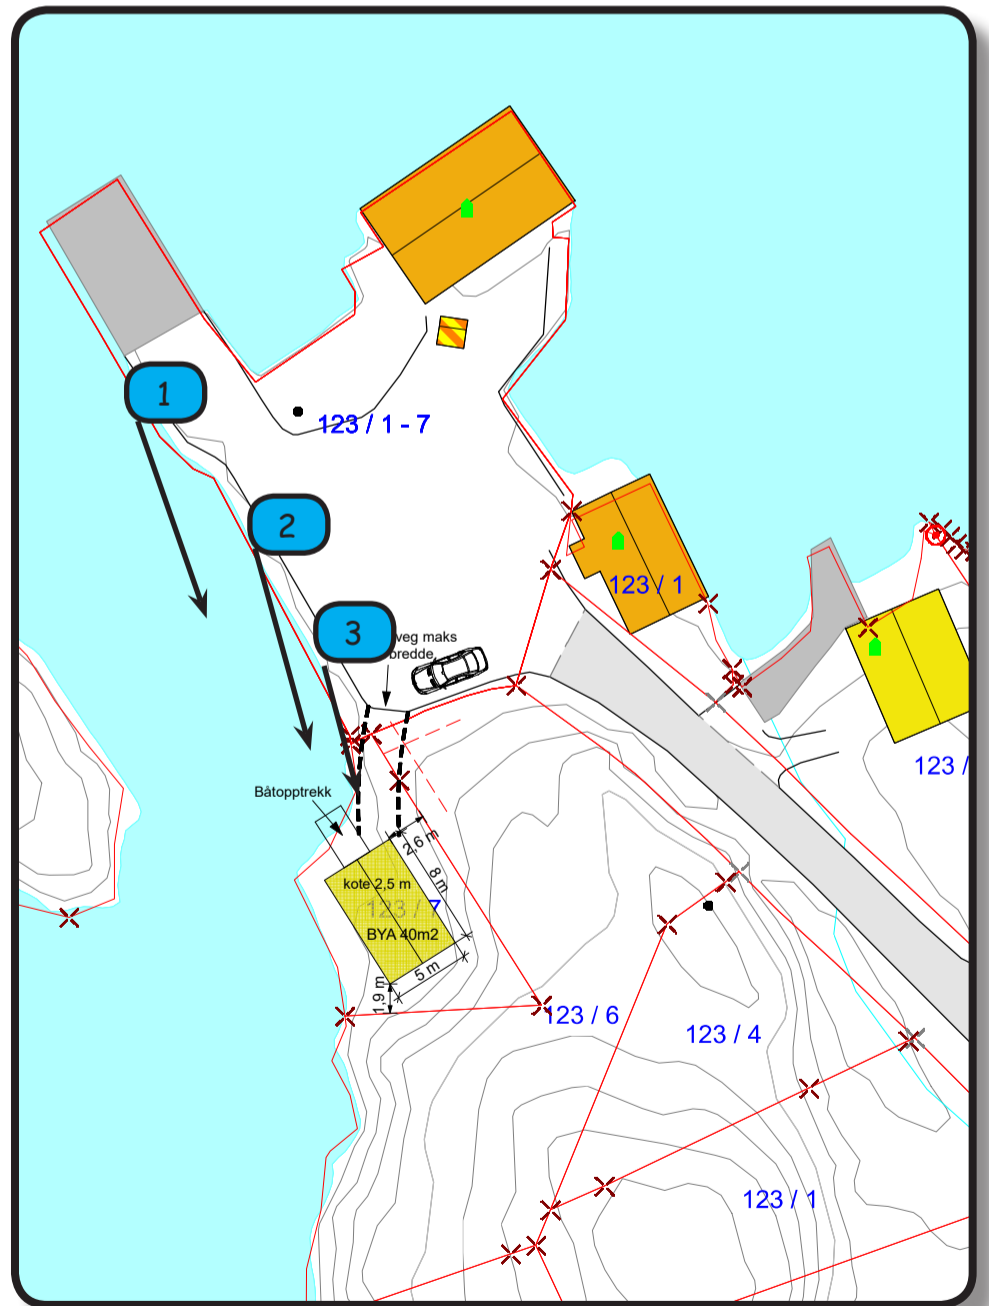 1
123 / 1 - 7
2
123 / 1
3
veg maks
bredde
123 /
Båtopptrekk
2,6 m
8 m
kote 2,5 m
123 / 7
BYA 40m2
5 m
1,9 m
123 / 6
123 / 4
123 / 1